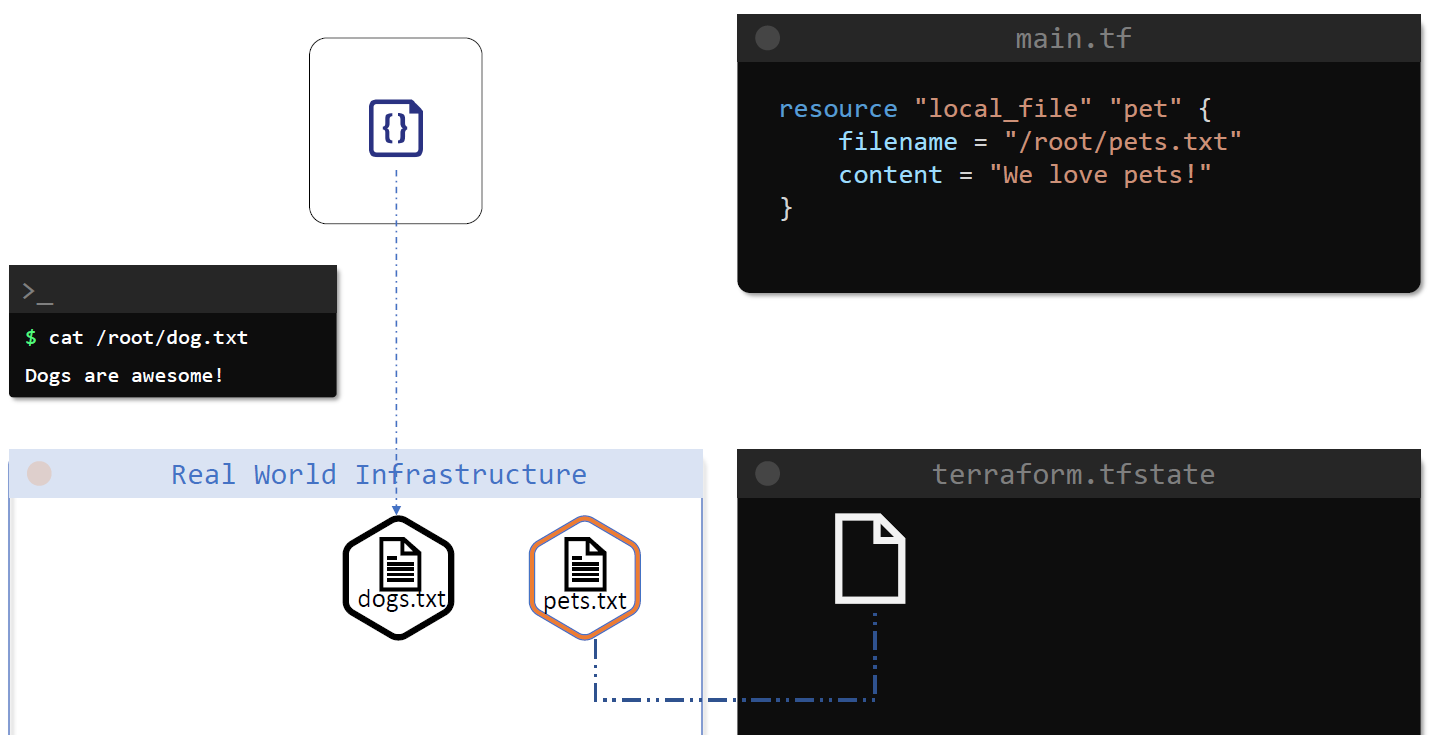 {}
main.tf
resource "local_file" "pet" {
    filename = "/root/pets.txt"
    content = "We love pets!"
}
>_
$ cat /root/dog.txt
Dogs are awesome!
Real World Infrastructure
dogs.txt
pets.txt
terraform.tfstate